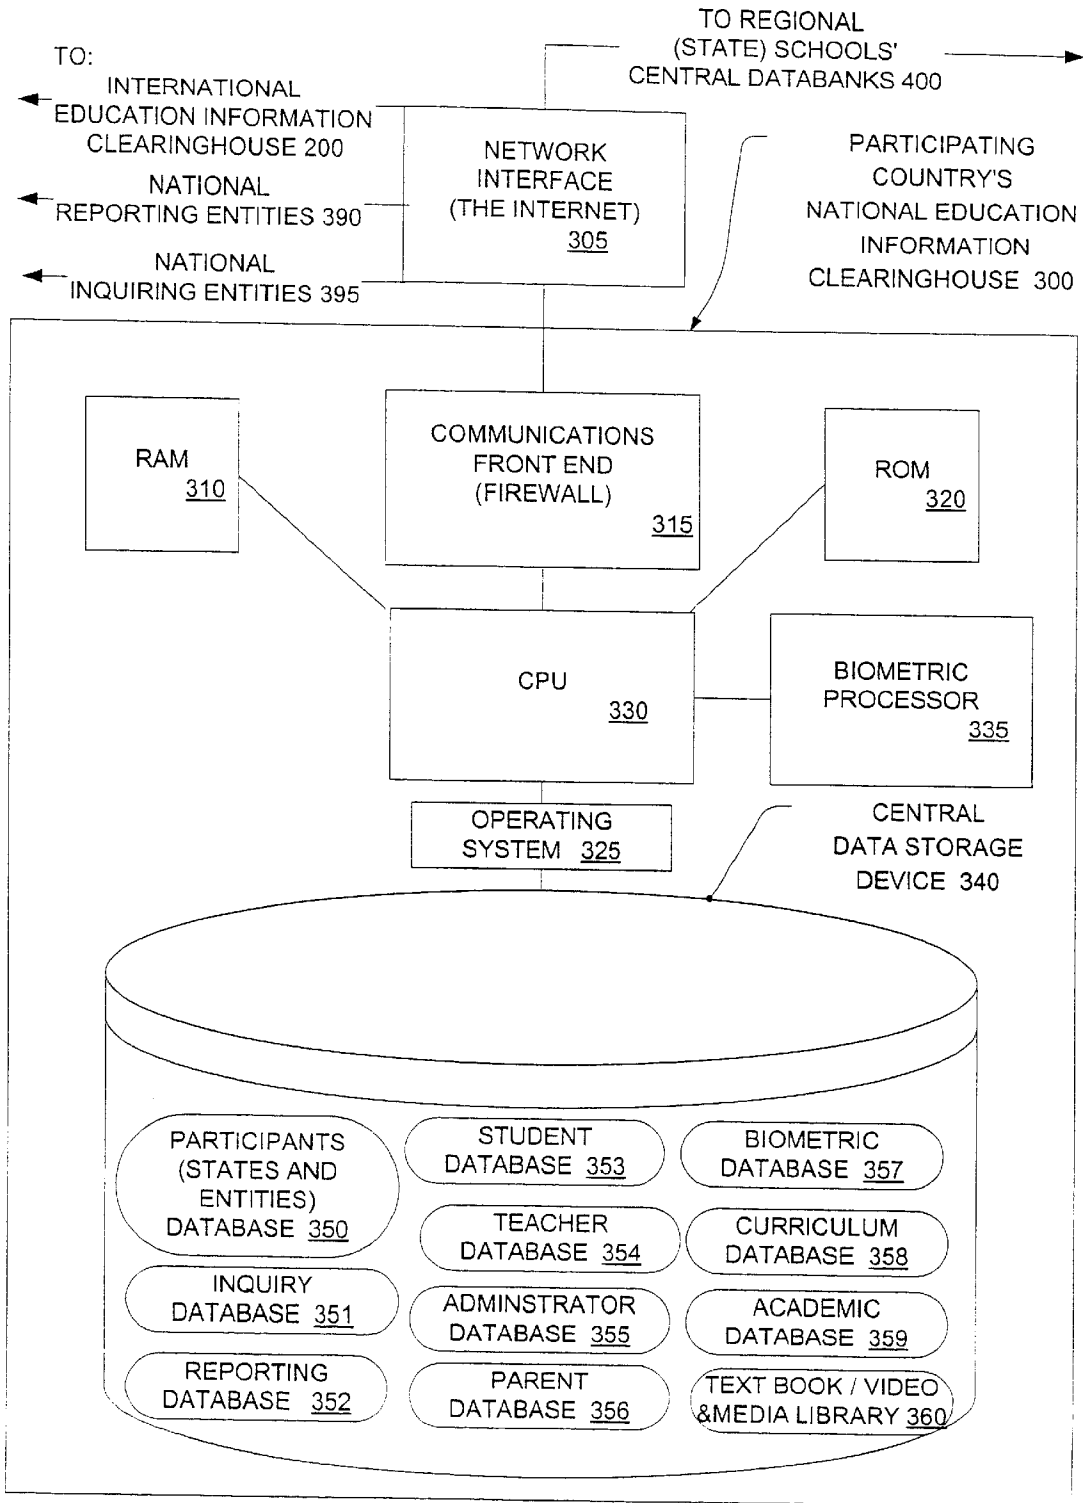 TO REGIONAL
(STATE) SCHOOLS'
CENTRAL DATABANKS 400
TO:
INTERNATIONAL
EDUCATION INFORMATION
CLEARINGHOUSE 200
NATIONAL
REPORTING ENTITIES 390
NATIONAL
INQUIRING ENTITIES 395
NETWORK
INTERFACE
(THE INTERNET)
305
PARTICIPATING
COUNTRY'S
NATIONAL EDUCATION
INFORMATION
CLEARINGHOUSE 300
RAM
310
COMMUNICATIONS
FRONT END
(FIREWALL)
315
ROM
320
CPU
330
BIOMETRIC
PROCESSOR
335
OPERATING
SYSTEM 325
CENTRAL
DATA STORAGE
DEVICE 340
PARTICIPANTS
(STATES AND
ENTITIES)
DATABASE 350
INQUIRY
DATABASE 351
REPORTING
DATABASE 352
STUDENT
DATABASE 353
TEACHER
DATABASE 354
ADMINSTRATOR
DATABASE 355
PARENT
DATABASE 356
BIOMETRIC
DATABASE 357
CURRICULUM
DATABASE 358
ACADEMIC
DATABASE 359
TEXT BOOK / VIDEO
&MEDIA LIBRARY 360